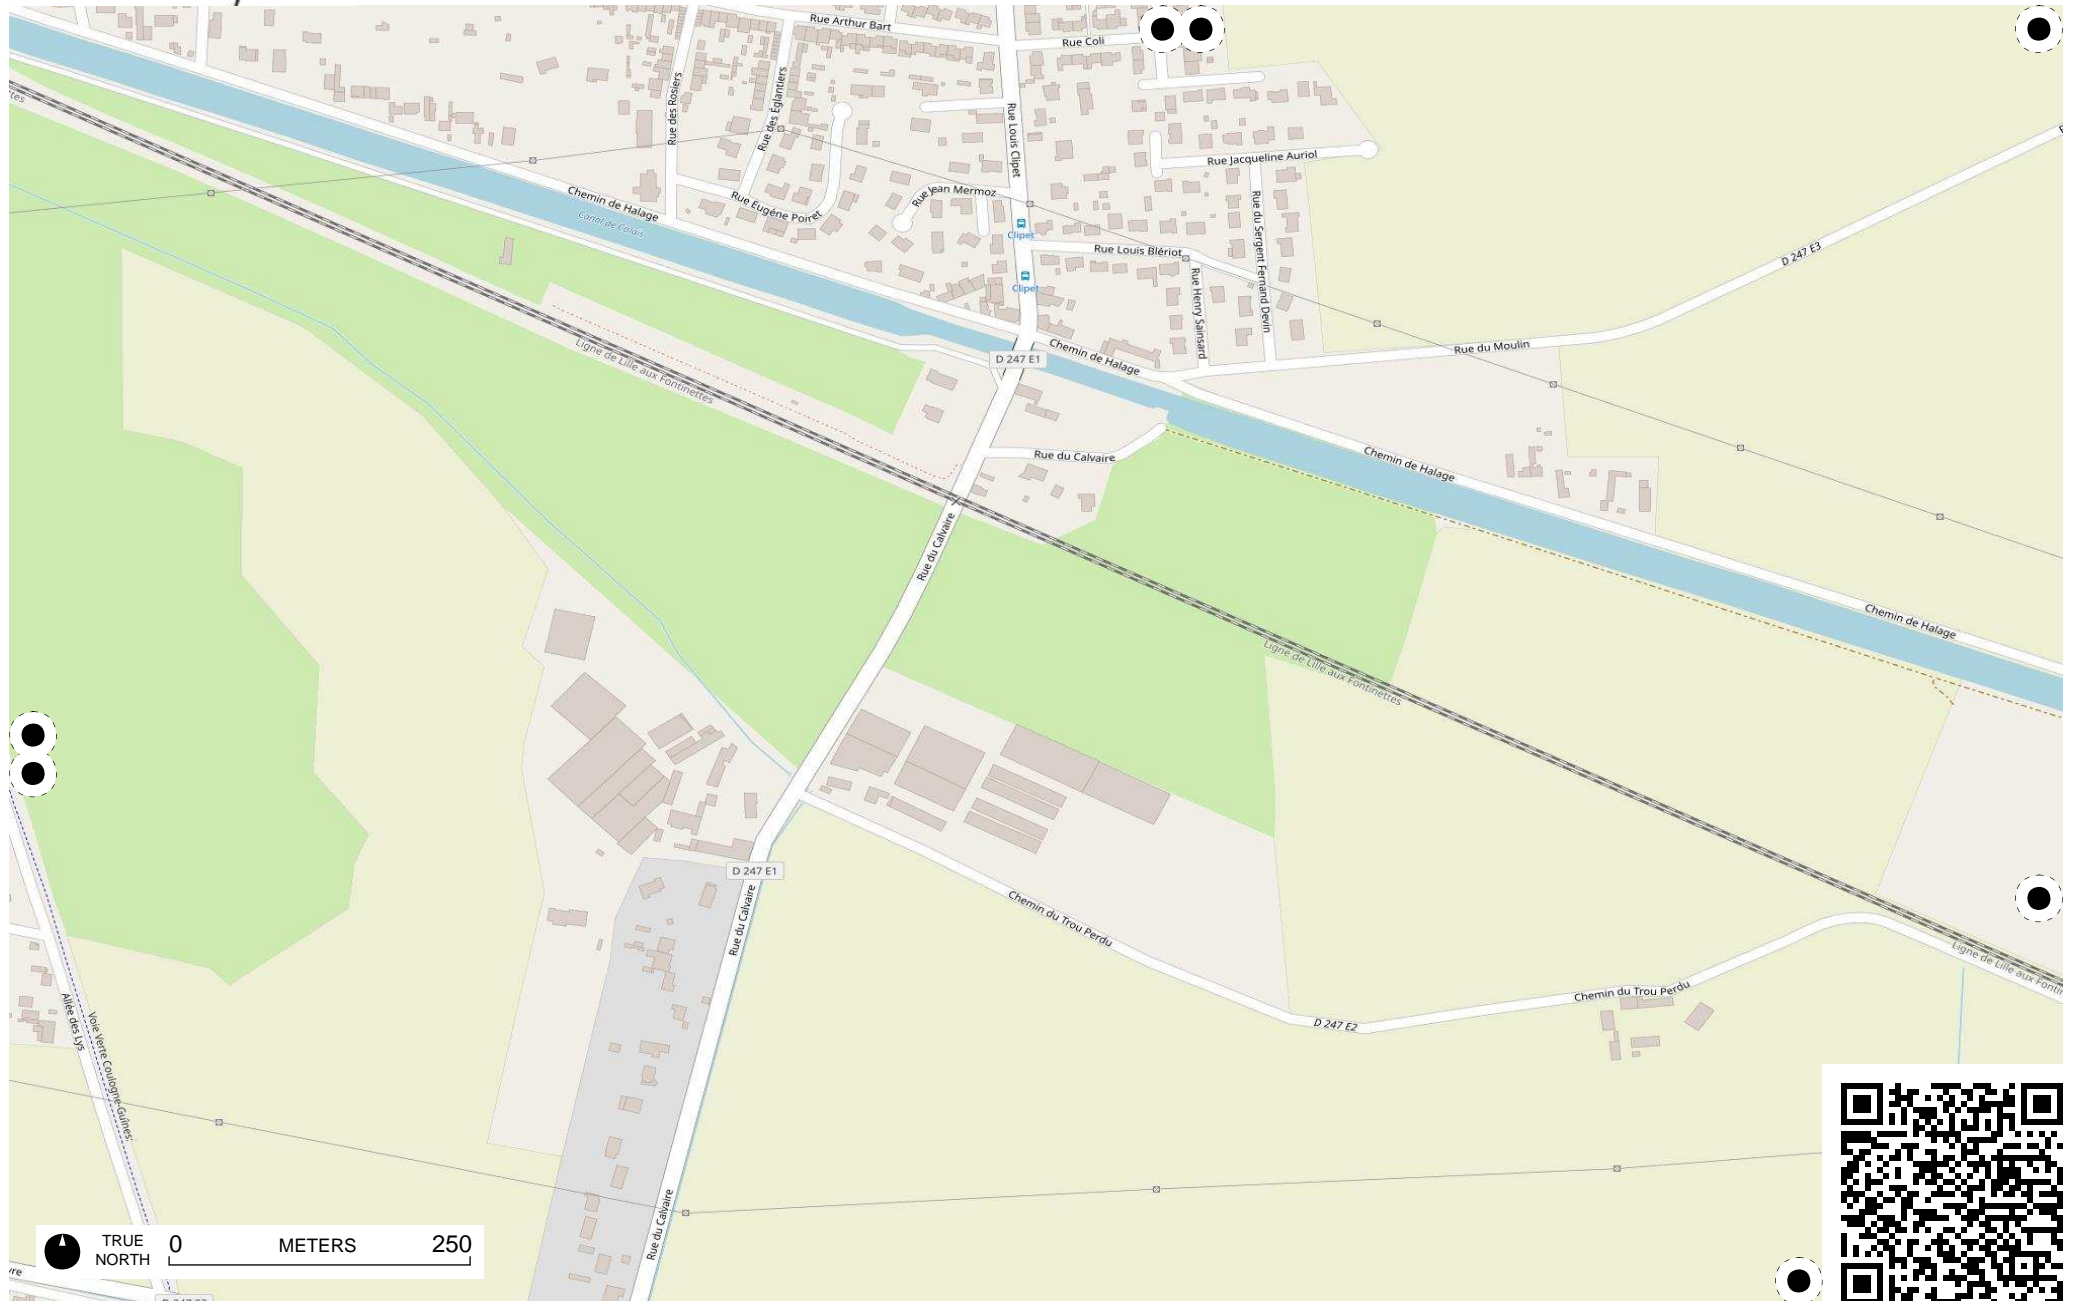 Rue Arthur Bart
Rue Coli
Rue des Rosiers
Rue des Églantiers
Rue Louis Clipet
Rue Jacqueline Auriol
Chemin de Halage
Canal de Calais
Rue Eugène Poiret
Rue Jean Mermoz
Clipet
Rue Louis Blériot
Rue du Sergent Fernand Devin
D 247 E3
Clipet
Rue Henry Sainsard
Ligne de Lille aux Fontinettes
D 247 E1
Chemin de Halage
Rue du Moulin
Rue du Calvaire
Chemin de Halage
Rue du Calvaire
Chemin de Halage
Ligne de Lille aux Fontinettes
D 247 E1
Rue du Calvaire
Chemin du Trou Perdu
Ligne de Lille aux Fontin
Chemin du Trou Perdu
D 247 E2
Allée des Lys
Voie Verte Coulogne-Guînes;
Rue du Calvaire
TRUE
NORTH
0 METERS 250